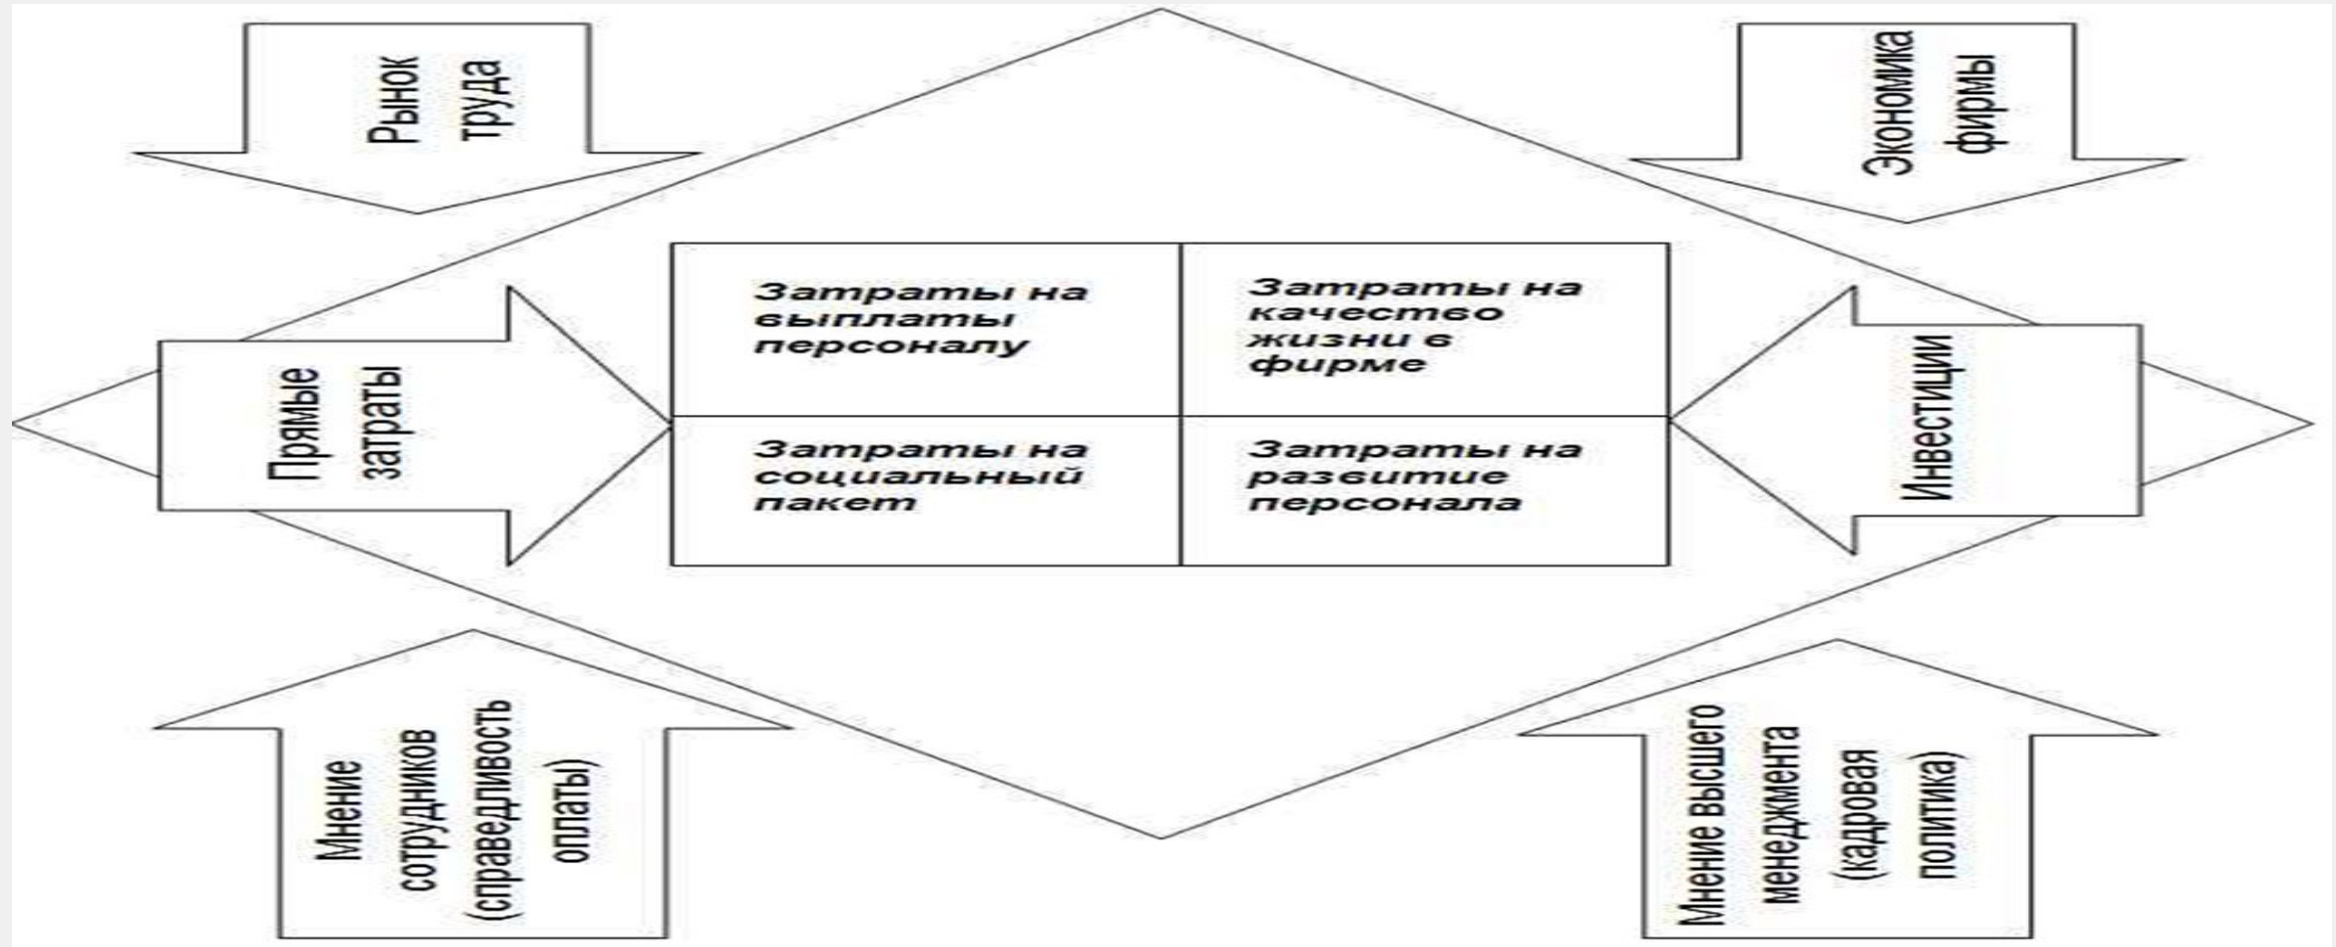 Рынок
труда
Экономика
фирмы
Прямые
затраты
Затраты на
выплаты
персоналу
Затраты на
качество
жизни в
фирме
Затраты на
социальный
пакет
Затраты на
развитие
персонала
Инвестиции
Мнение
сотрудников
(справедливость
оплаты)
Мнение высшего
менеджмента
(кадровая
политика)